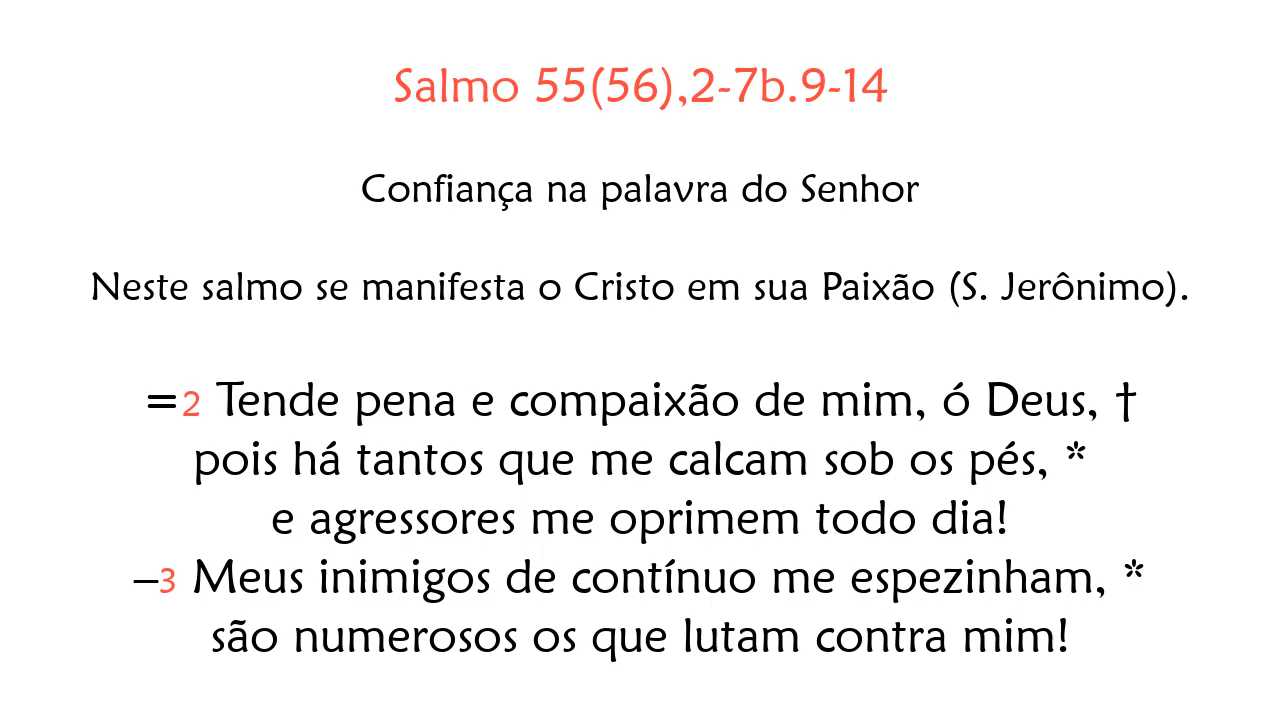 Salmo 55(56),2-7b.9-14
Confiança na palavra do Senhor
Neste salmo se manifesta o Cristo em sua Paixão (S. Jerônimo).
=2 Tende pena e compaixão de mim, ó Deus, †
pois há tantos que me calcam sob os pés, *
e agressores me oprimem todo dia!
–3 Meus inimigos de contínuo me espezinham, *
são numerosos os que lutam contra mim!